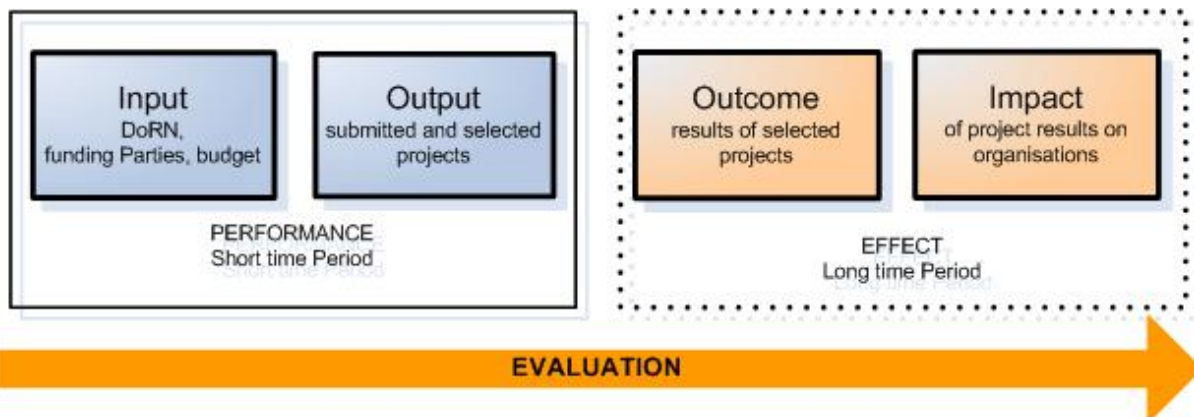 Input
DoRN,
funding Parties, budget
Output
submitted and selected
projects
PERFORMANCE
Short time Period
Outcome
results of selected
projects
Impact
of project results on
organisations
EFFECT
Long time Period
EVALUATION